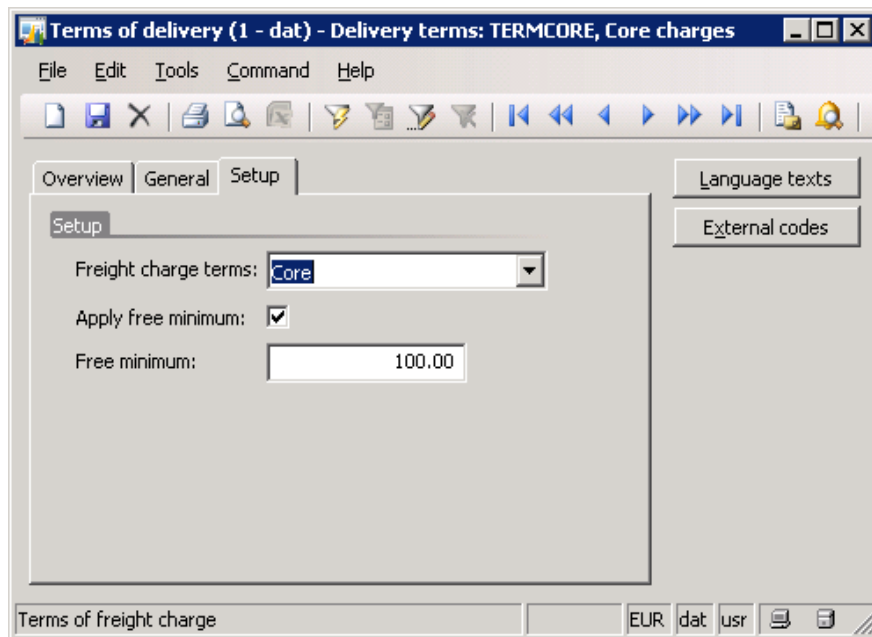 Terms of delivery (1 - dat) - Delivery terms: TERMCORE, Core charges
File Edit Tools Command Help
Overview General Setup
Language texts
Setup
External codes
Freight charge terms: Core
Apply free minimum:
Free minimum: 100.00
Terms of freight charge EUR dat usr